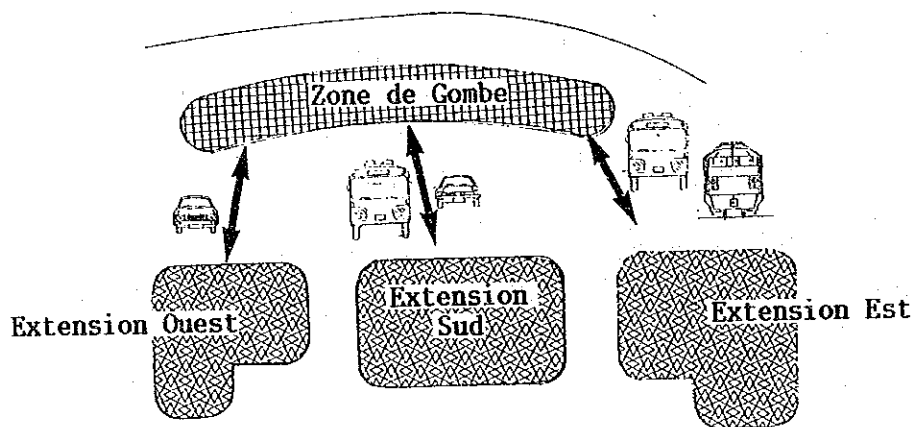 Zone de Gombe
Extension Ouest
Extension
Sud
Extension Est